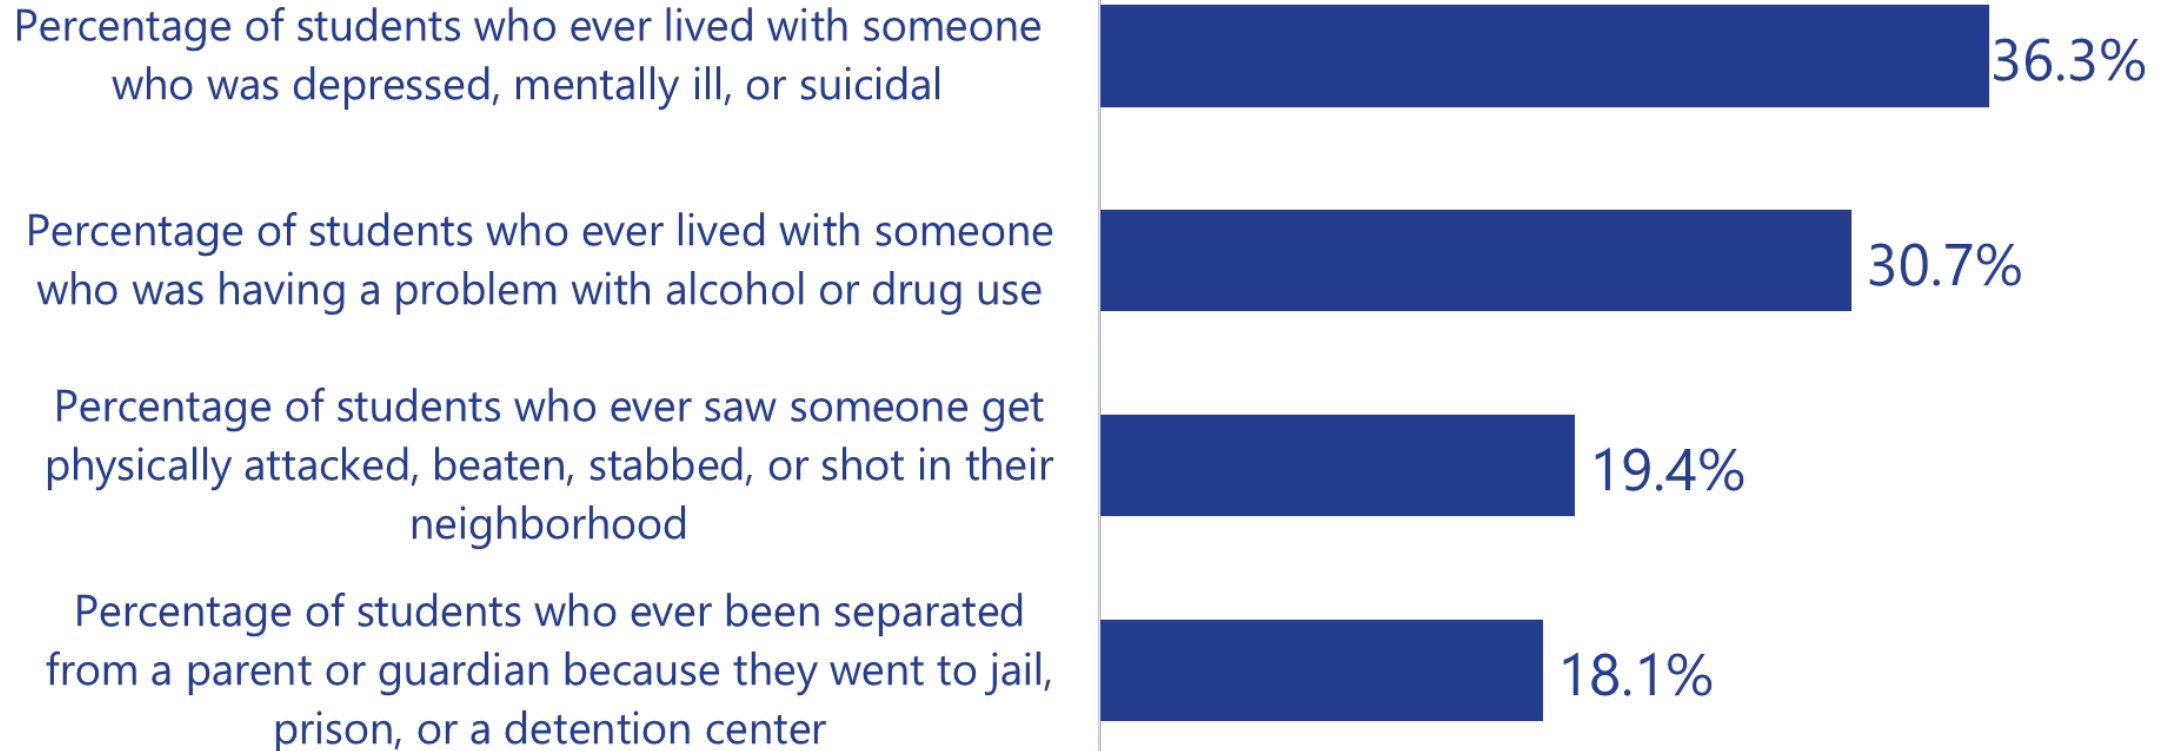 Percentage of students who ever lived with someone
who was depressed, mentally ill, or suicidal
36.3%
Percentage of students who ever lived with someone
who was having a problem with alcohol or drug use
30.7%
Percentage of students who ever saw someone get
physically attacked, beaten, stabbed, or shot in their
neighborhood
19.4%
Percentage of students who ever been separated
from a parent or guardian because they went to jail,
prison, or a detention center
18.1%